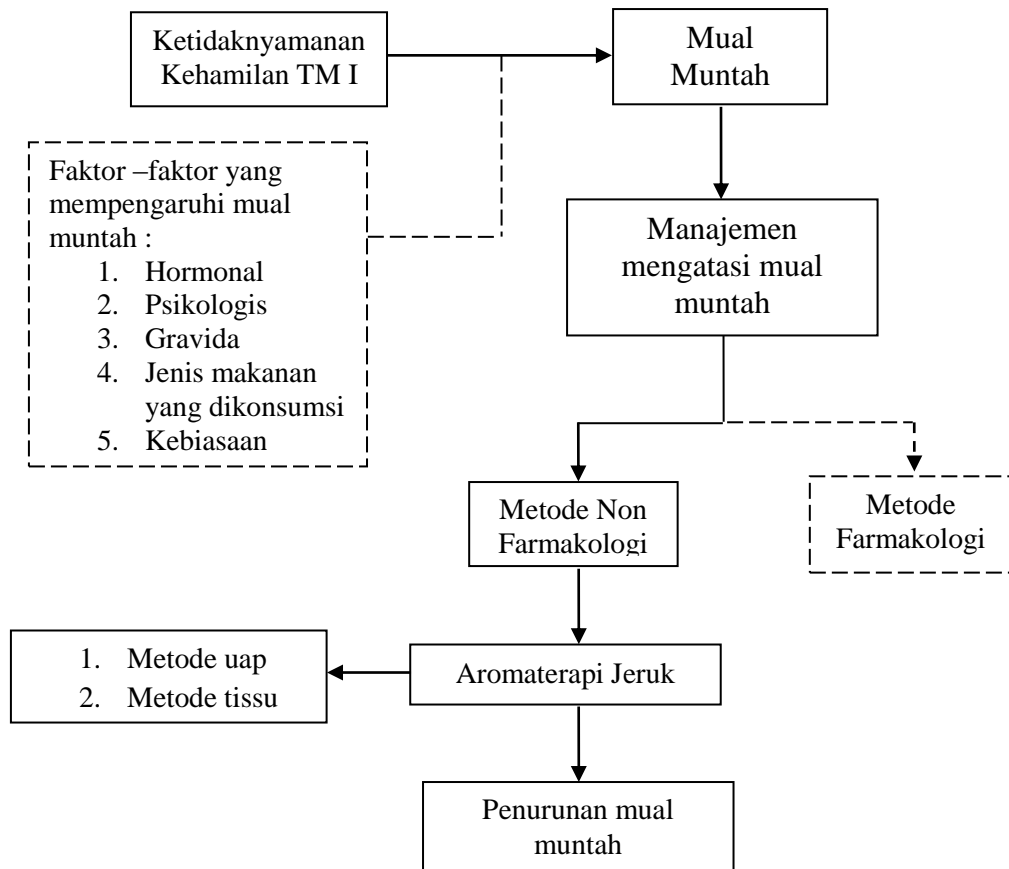 Ketidaknyamanan
Kehamilan TM I
Mual
Muntah
Faktor –faktor yang
mempengaruhi mual
muntah :
1. Hormonal
2. Psikologis
3. Gravida
4. Jenis makanan
yang dikonsumsi
5. Kebiasaan
Manajemen
mengatasi mual
muntah
Metode Non
Farmakologi
Metode
Farmakologi
1. Metode uap
2. Metode tissu
Aromaterapi Jeruk
Penurunan mual
muntah